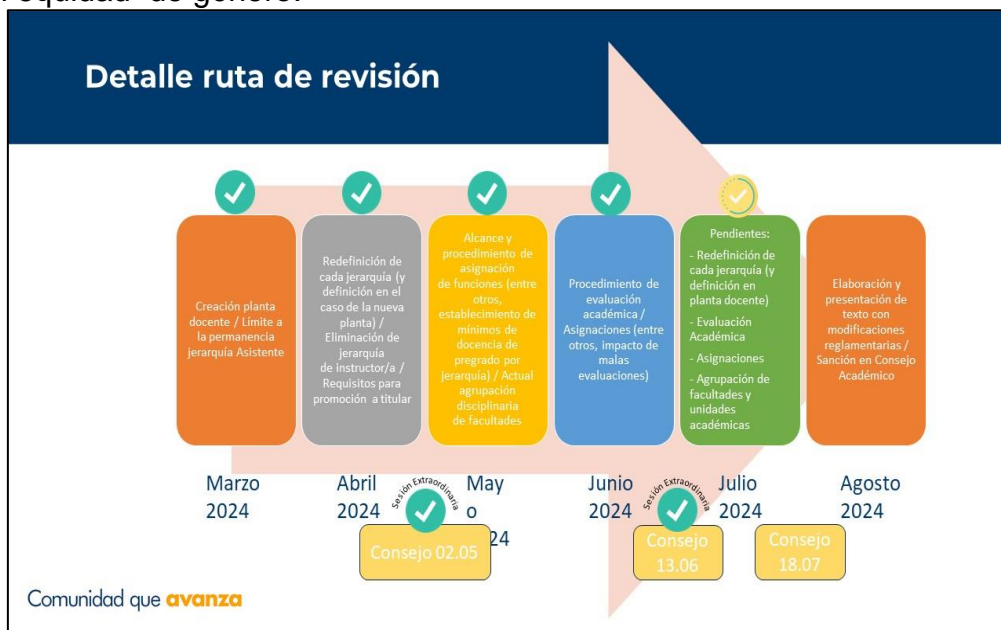 equidad de género.
Detalle ruta de revisión
Creación planta
docente / Límite a
la permanencia
jerarquía Asistente
Redefinición de
cada jerarquía (y
definición en el
caso de la nueva
planta) /
Eliminación de
jerarquía
de instructor/a /
Requisitos para
promoción a titular
Alcance y
procedimiento de
asignación
de funciones (entre
otros,
establecimiento de
mínimos de
docencia de
pregrado por
jerarquía) / Actual
agrupación
disciplinaria
de facultades
Procedimiento de
evaluación
académica /
Asignaciones (entre
otros, impacto de
malas
evaluaciones)
Pendientes:
- Redefinición de
cada jerarquía (y
definición en
planta docente)
- Evaluación
Académica
- Asignaciones
- Agrupación de
facultades y
unidades
académicas
Elaboración y
presentación de
texto con
modificaciones
reglamentarias /
Sanción en Consejo
Académico
Marzo
2024
Abril
2024
Sesión Extraordinaria
May
o
24
Junio
2024
Sesión Extraordinaria
Julio
2024
Agosto
2024
Consejo 02.05
Consejo
13.06
Consejo
18.07
Comunidad que avanza